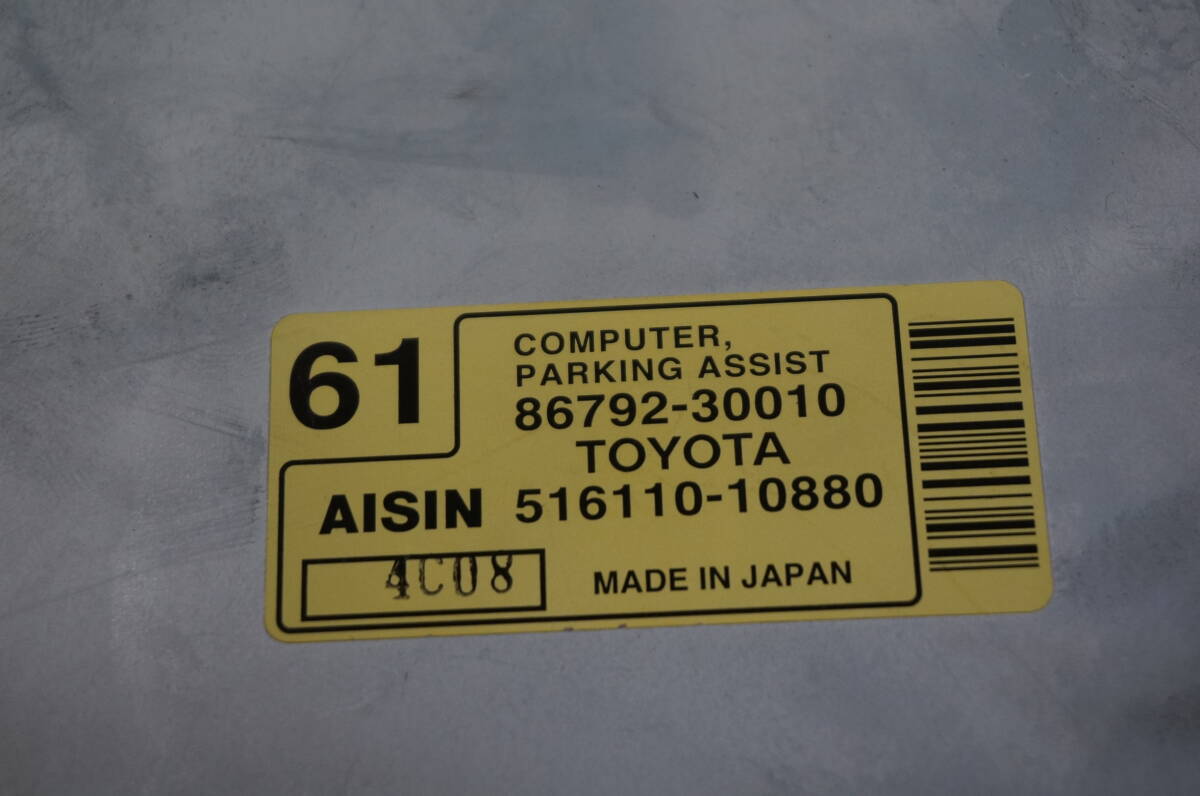 61
COMPUTER,
PARKING ASSIST
86792-30010
TOYOTA
AISIN 516110-10880
4C08
MADE IN JAPAN